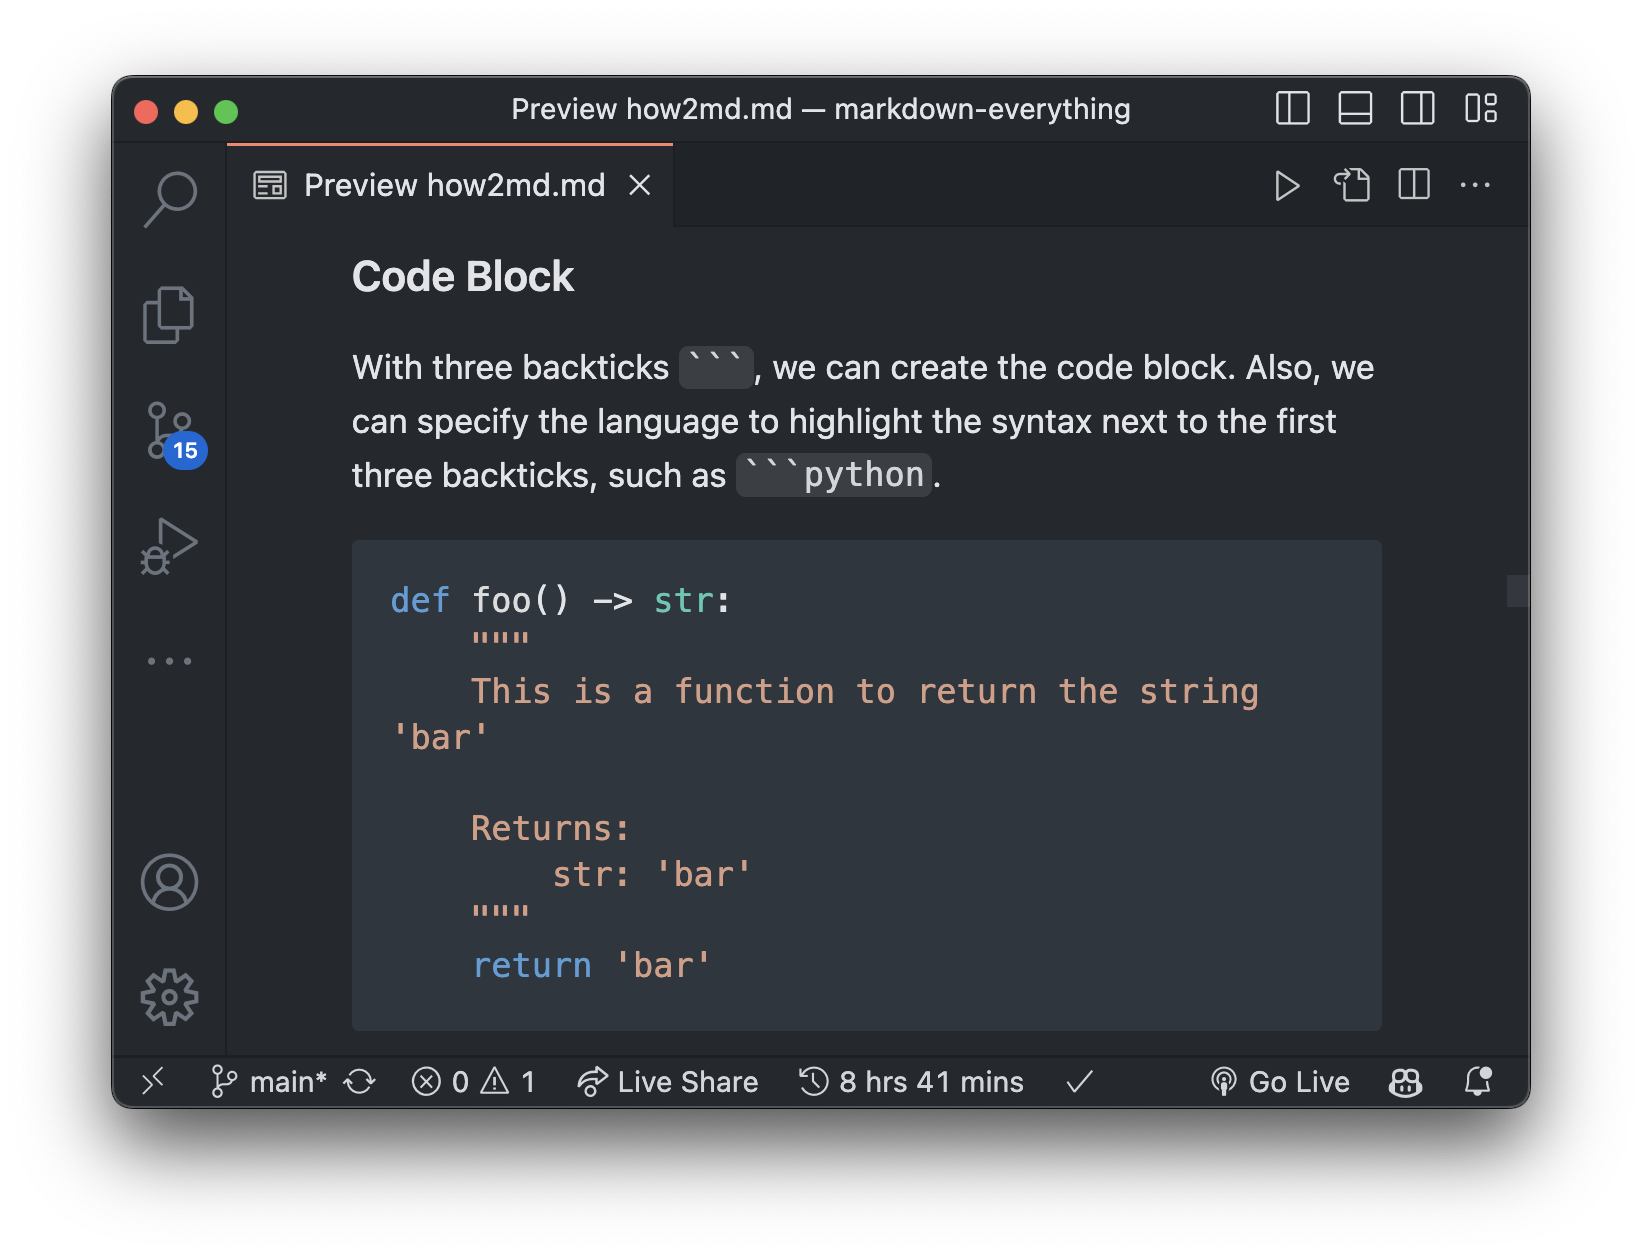 Preview how2md.md — markdown-everything
Preview how2md.md
Code Block
With three backticks ```, we can create the code block. Also, we
can specify the language to highlight the syntax next to the first
three backticks, such as ```python.
def foo() -> str:
    """
    This is a function to return the string
'bar'

    Returns:
        str: 'bar'
    """
    return 'bar'
15
main* 0 1 Live Share 8 hrs 41 mins Go Live